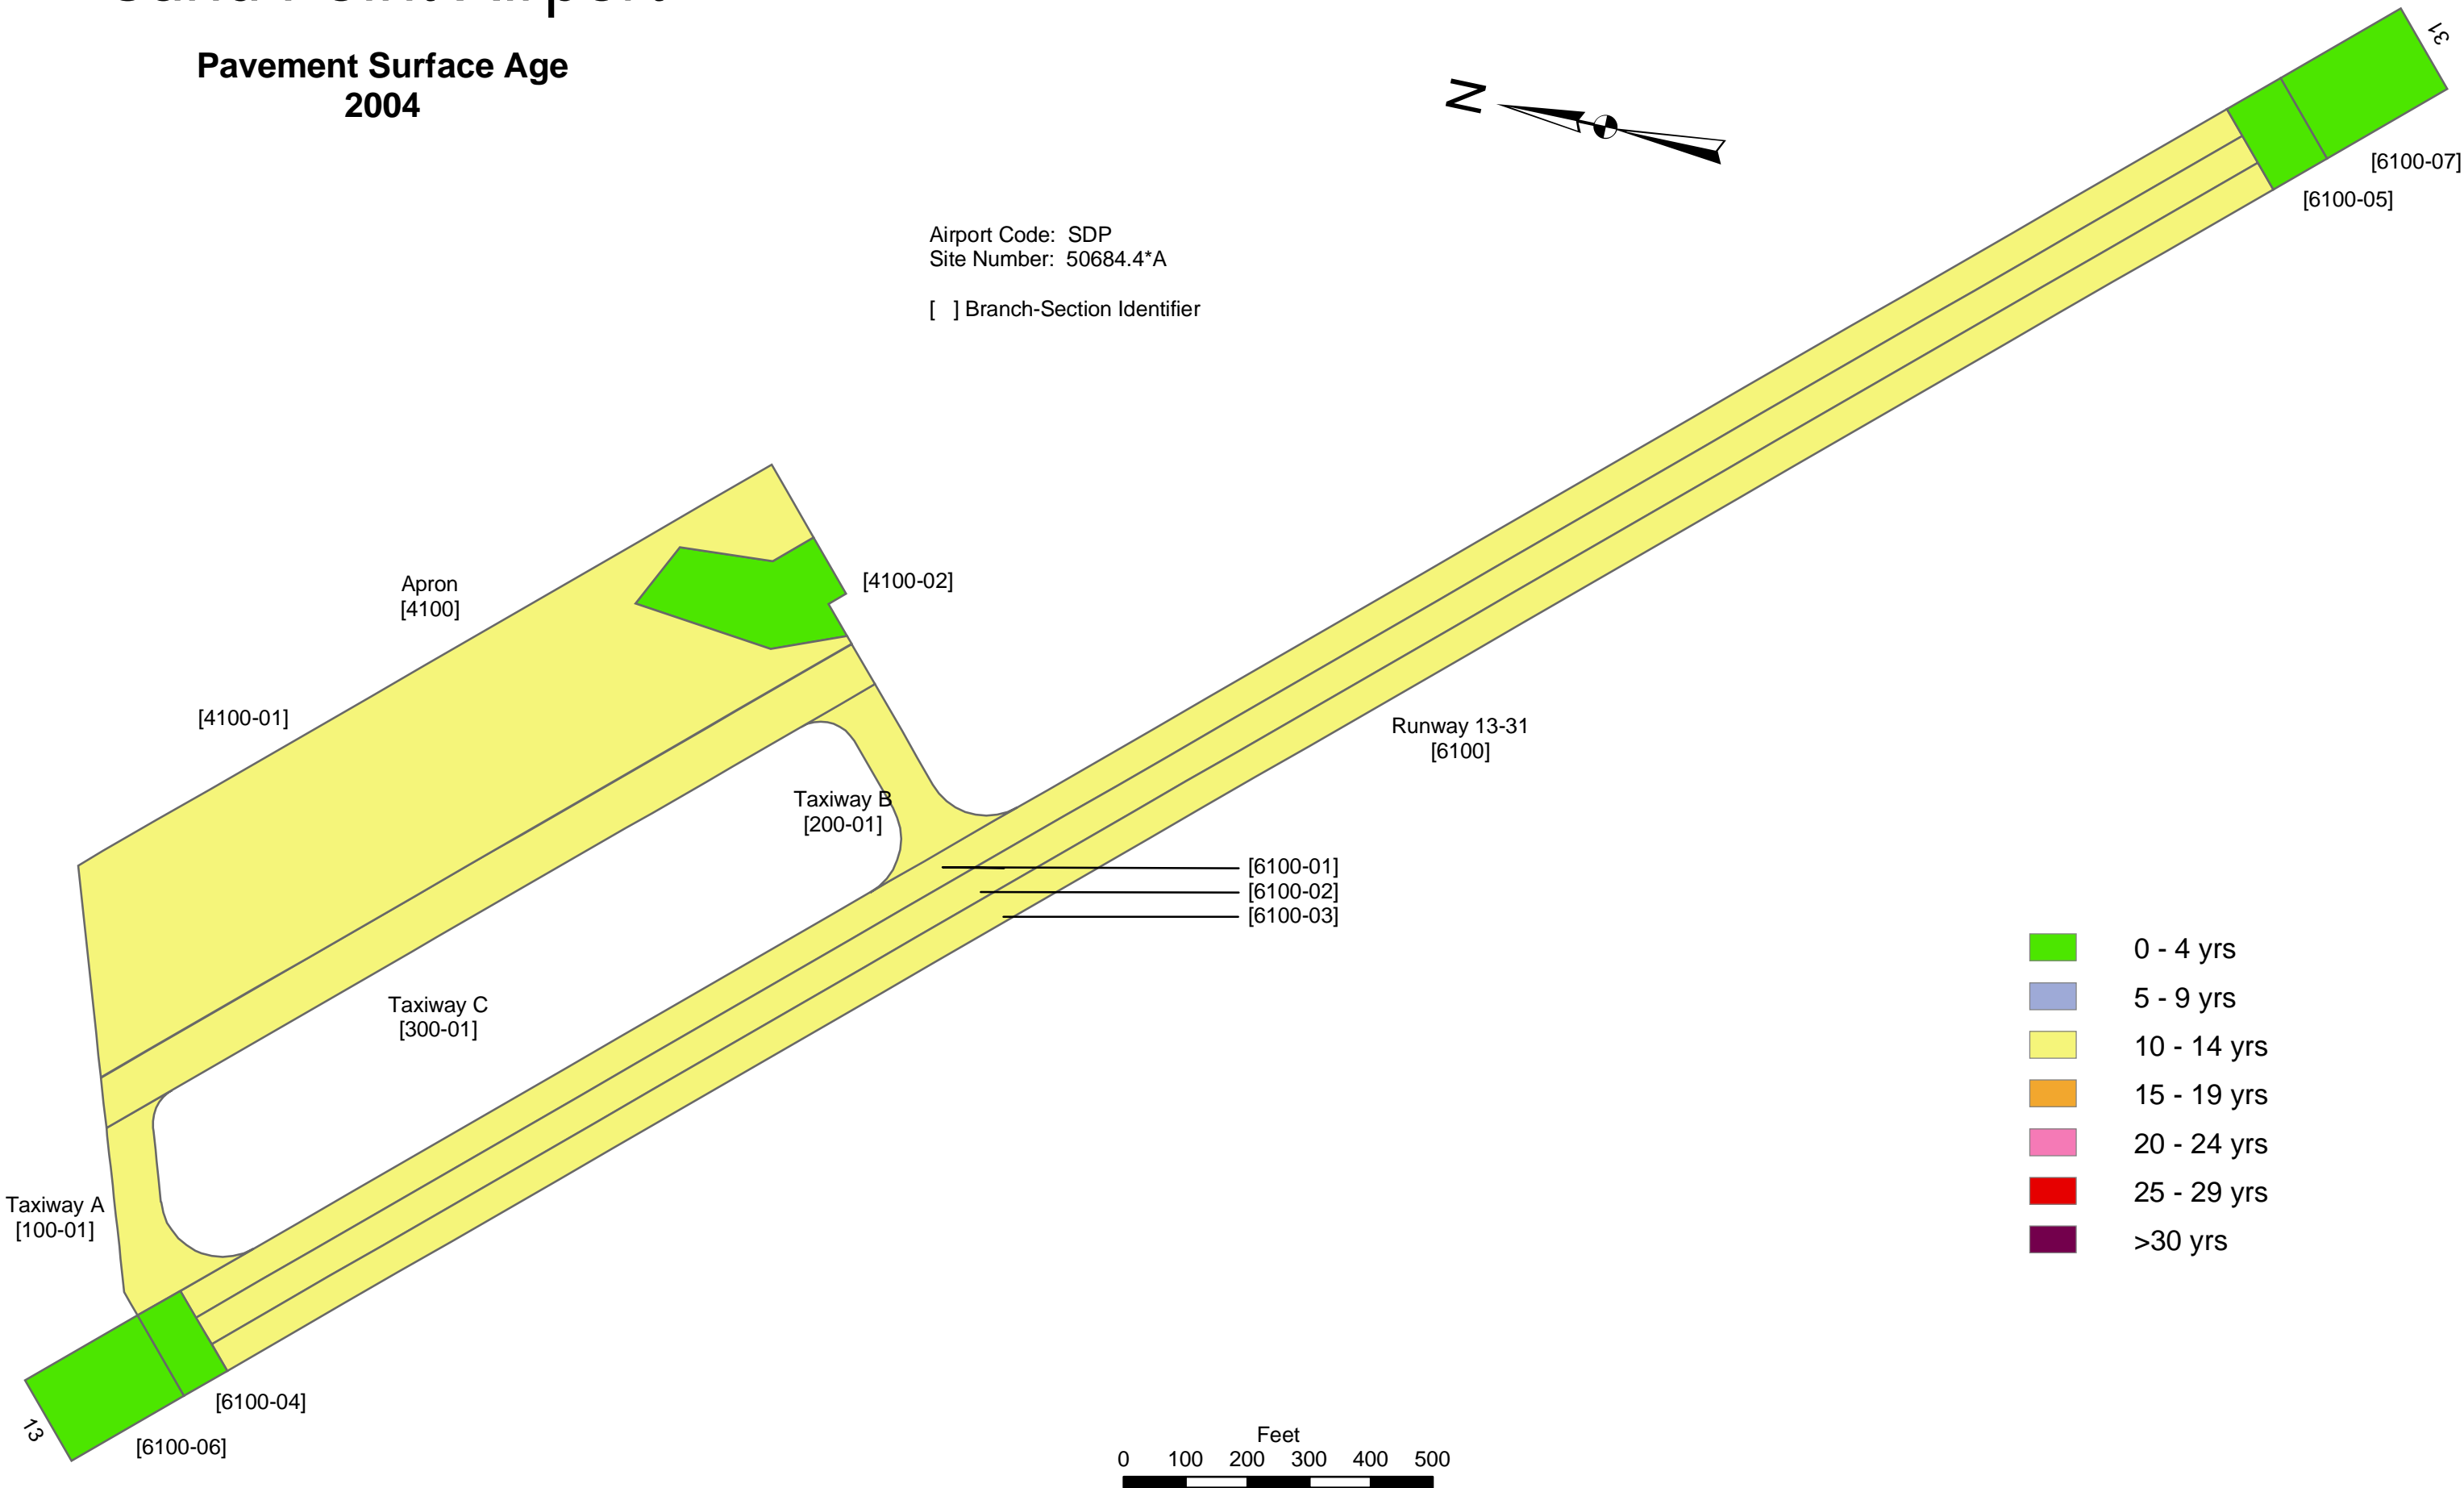 Sand Point Airport
Pavement Surface Age
2004
N
31
[6100-07]
[6100-05]
Airport Code: SDP
Site Number: 50684.4*A
[ ] Branch-Section Identifier
Apron
[4100]
[4100-02]
[4100-01]
Runway 13-31
[6100]
Taxiway B
[200-01]
[6100-01]
[6100-02]
[6100-03]
Taxiway C
[300-01]
Taxiway A
[100-01]
0 - 4 yrs
5 - 9 yrs
10 - 14 yrs
15 - 19 yrs
20 - 24 yrs
25 - 29 yrs
>30 yrs
[6100-04]
[6100-06]
13
Feet
0 100 200 300 400 500